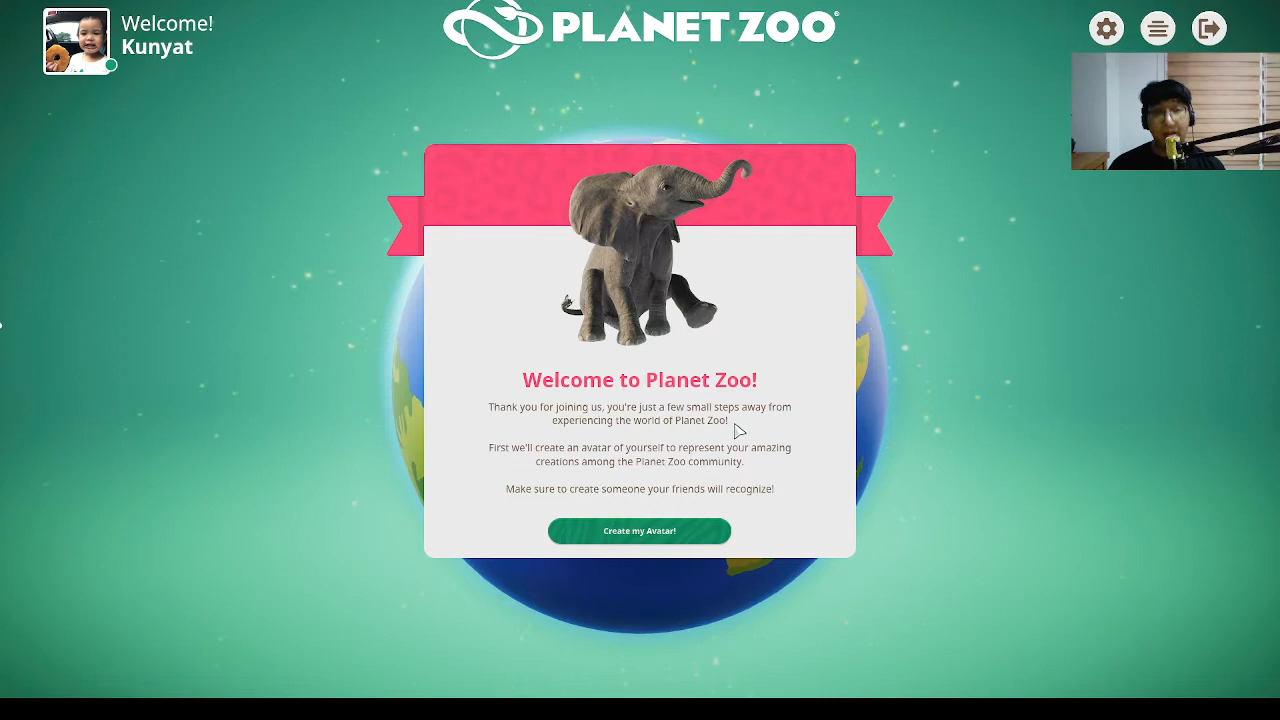 Welcome!
Kunyat
PLANET ZOO®
Welcome to Planet Zoo!
Thank you for joining us, you're just a few small steps away from
experiencing the world of Planet Zoo!
First we'll create an avatar of yourself to represent your amazing
creations among the Planet Zoo community.
Make sure to create someone your friends will recognize!
Create my Avatar!